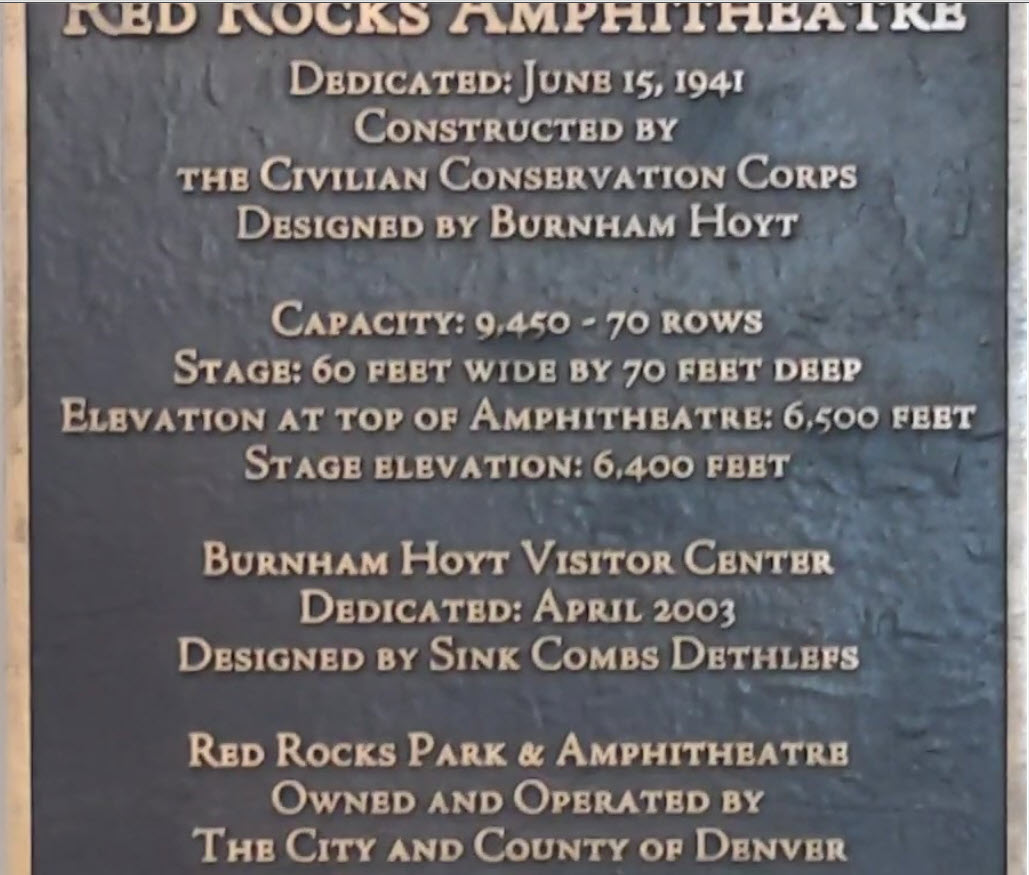 RED ROCKS AMPHITHEATRE
DEDICATED: JUNE 15, 1941
CONSTRUCTED BY
THE CIVILIAN CONSERVATION CORPS
DESIGNED BY BURNHAM HOYT
CAPACITY: 9,450 - 70 ROWS
STAGE: 60 FEET WIDE BY 70 FEET DEEP
ELEVATION AT TOP OF AMPHITHEATRE: 6,500 FEET
STAGE ELEVATION: 6,400 FEET
BURNHAM HOYT VISITOR CENTER
DEDICATED: APRIL 2003
DESIGNED BY SINK COMBS DETHLEFS
RED ROCKS PARK & AMPHITHEATRE
OWNED AND OPERATED BY
THE CITY AND COUNTY OF DENVER